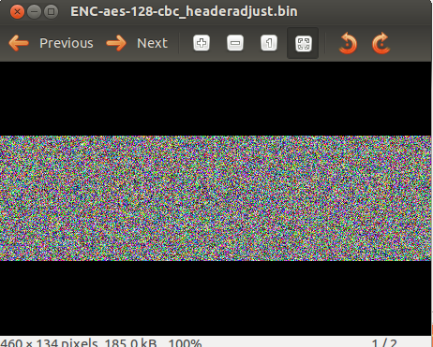 ENC-aes-128-cbc_headeradjust.bin
Previous Next
460 × 134 pixels 185.0 kB 100% 1 / 2